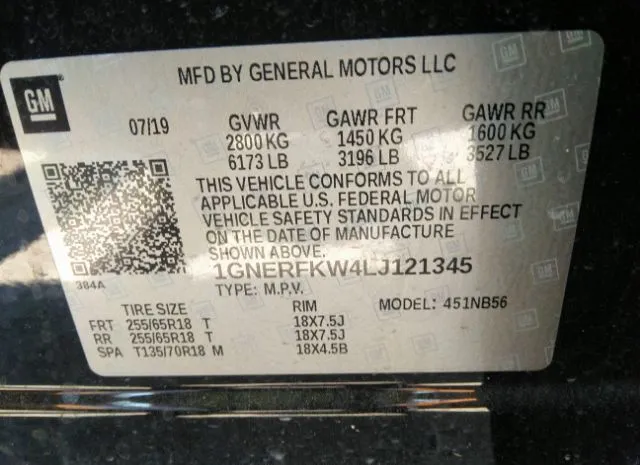 GM
MFD BY GENERAL MOTORS LLC
07/19 GVWR GAWR FRT GAWR RR
2800 KG 1450 KG 1600 KG
6173 LB 3196 LB 3527 LB
THIS VEHICLE CONFORMS TO ALL
APPLICABLE U.S. FEDERAL MOTOR
VEHICLE SAFETY STANDARDS IN EFFECT
ON THE DATE OF MANUFACTURE
SHOWN ABOVE.
384A 1GNERFKW4LJ121345
TYPE: M.P.V. MODEL: 451NB56
TIRE SIZE RIM
FRT 255/65R18 T 18X7.5J
RR 255/65R18 T 18X7.5J
SPA T135/70R18 M 18X4.5B